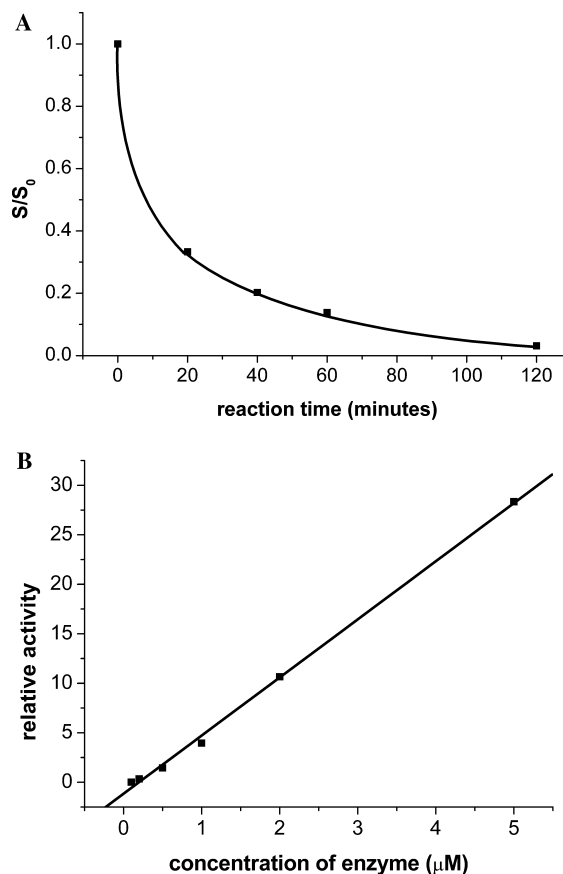 A
1.0
0.8
0.6
0.4
0.2
0.0
S/S₀
0 20 40 60 80 100 120
reaction time (minutes)
B
30
25
20
15
10
5
0
relative activity
0 1 2 3 4 5
concentration of enzyme (μM)